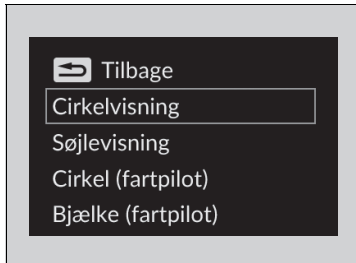 Tilbage
Cirkelvisning
Søjlevisning
Cirkel (fartpilot)
Bjælke (fartpilot)